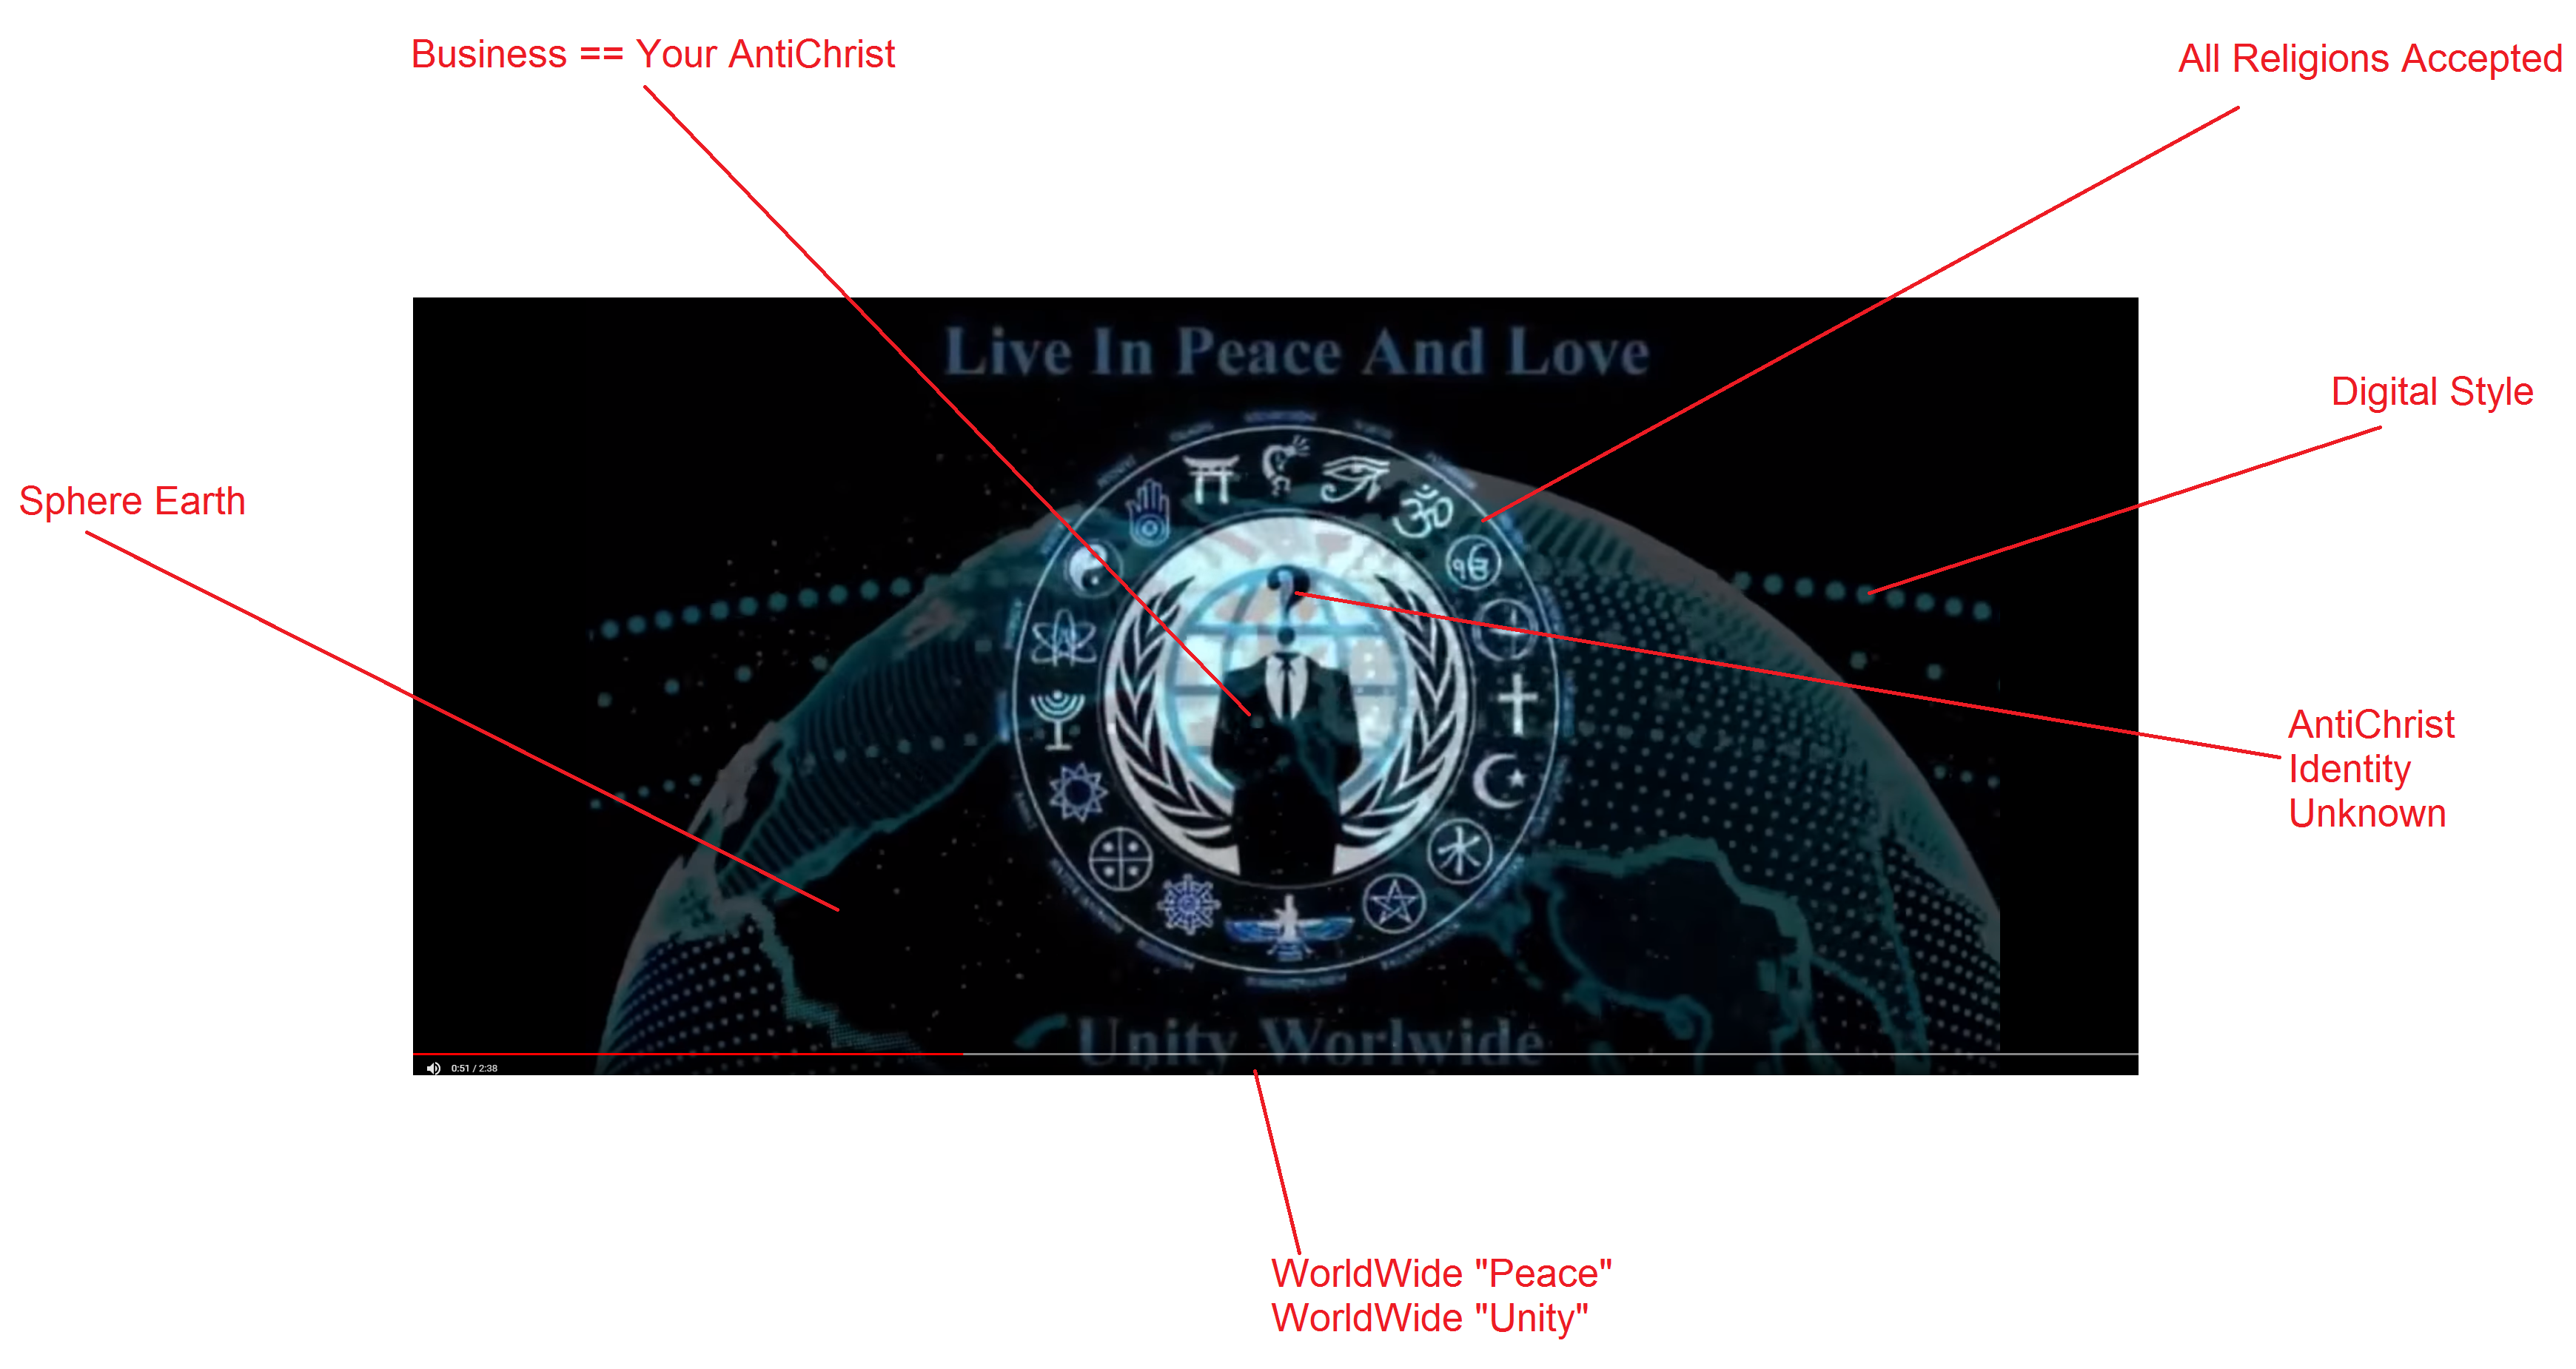 Business == Your AntiChrist
All Religions Accepted
Live In Peace And Love
Digital Style
Sphere Earth
AntiChrist
Identity
Unknown
Unity Worlwide
0:51 / 2:38
WorldWide "Peace"
WorldWide "Unity"